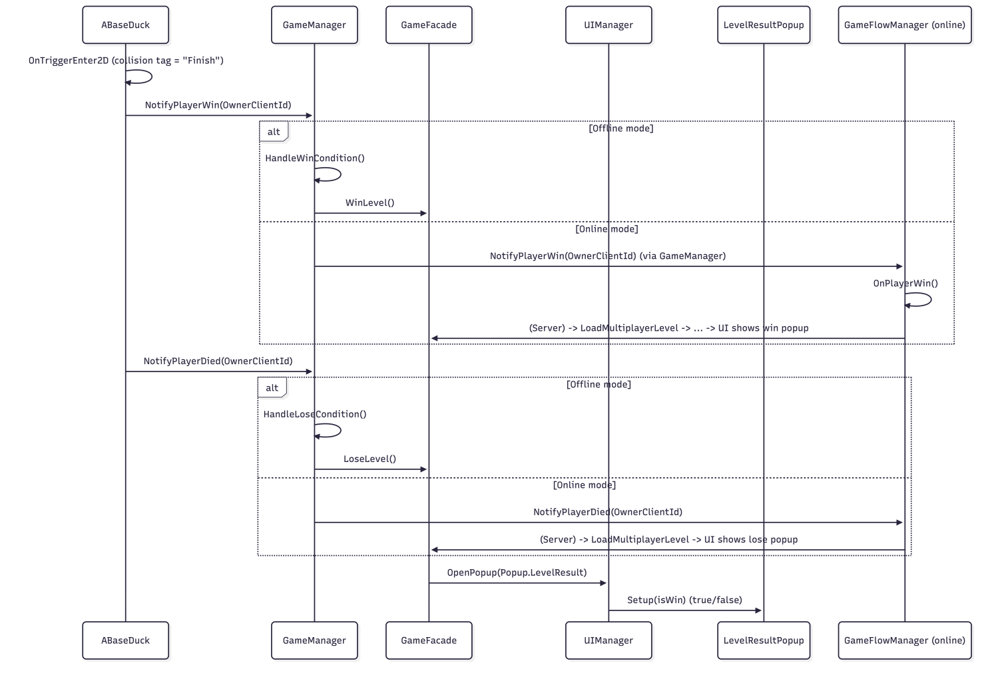 ABaseDuck
GameManager
GameFacade
UIManager
LevelResultPopup
GameFlowManager (online)
OnTriggerEnter2D (collision tag = "Finish")
NotifyPlayerWin(OwnerClientId)
alt
[Offline mode]
HandleWinCondition()
WinLevel()
[Online mode]
NotifyPlayerWin(OwnerClientId) (via GameManager)
OnPlayerWin()
(Server) -> LoadMultiplayerLevel -> ... -> UI shows win popup
NotifyPlayerDied(OwnerClientId)
alt
[Offline mode]
HandleLoseCondition()
LoseLevel()
[Online mode]
NotifyPlayerDied(OwnerClientId)
(Server) -> LoadMultiplayerLevel -> UI shows lose popup
OpenPopup(Popup.LevelResult)
Setup(isWin) (true/false)
ABaseDuck
GameManager
GameFacade
UIManager
LevelResultPopup
GameFlowManager (online)